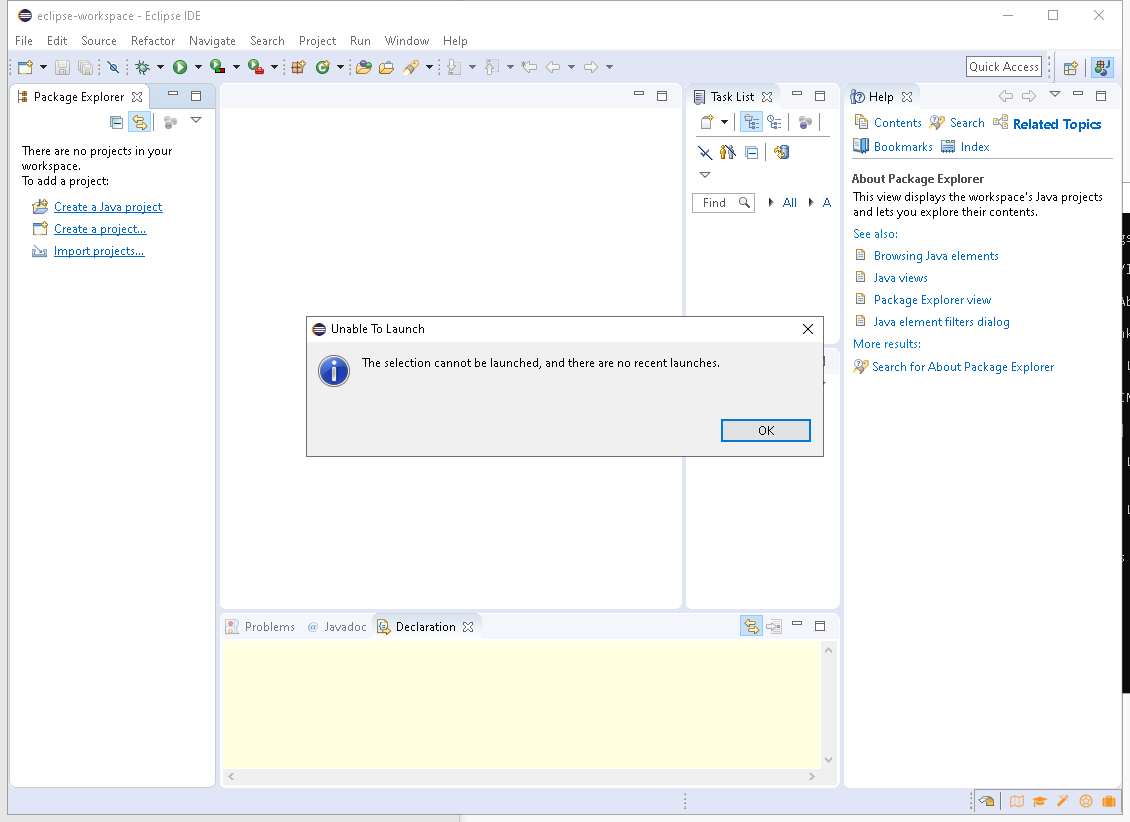 eclipse-workspace - Eclipse IDE
File Edit Source Refactor Navigate Search Project Run Window Help
Quick Access
Package Explorer
There are no projects in your
workspace.
To add a project:
Create a Java project
Create a project...
Import projects...
Task List
Find All A
Help
Contents Search Related Topics
Bookmarks Index
About Package Explorer
This view displays the workspace's Java projects
and lets you explore their contents.
See also:
Browsing Java elements
Java views
Package Explorer view
Java element filters dialog
More results:
Search for About Package Explorer
Unable To Launch
The selection cannot be launched, and there are no recent launches.
OK
Problems @ Javadoc Declaration